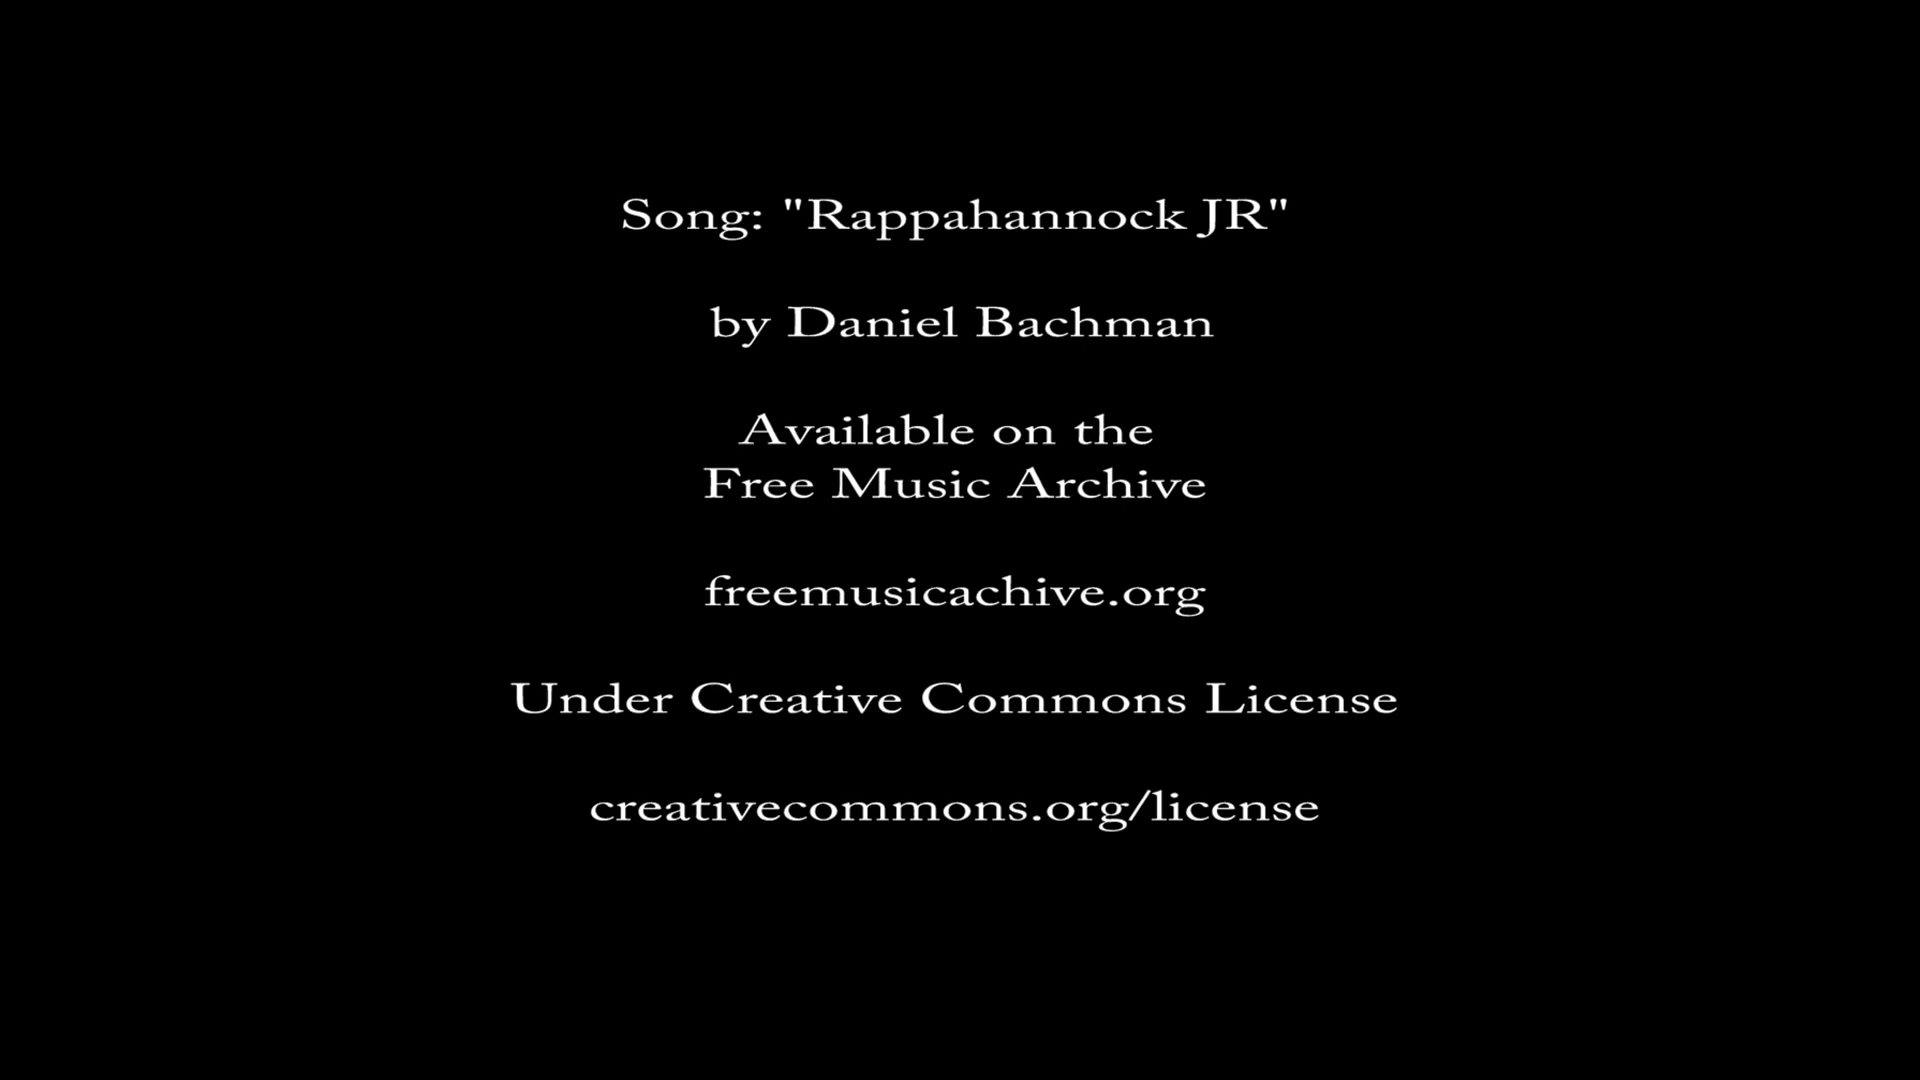 Song: "Rappahannock JR"
by Daniel Bachman
Available on the
Free Music Archive
freemusicachive.org
Under Creative Commons License
creativecommons.org/license